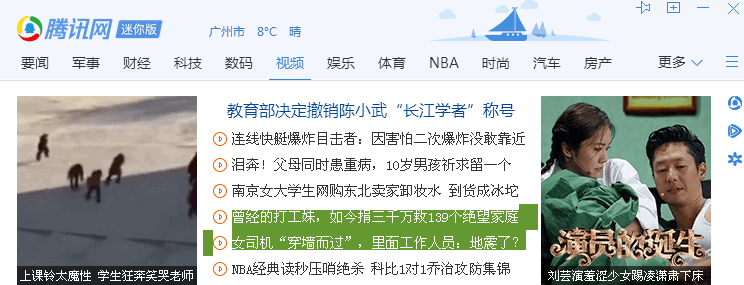 腾讯网 迷你版 广州市 8°C 晴
要闻 军事 财经 科技 数码 视频 娱乐 体育 NBA 时尚 汽车 房产 更多
教育部决定撤销陈小武“长江学者”称号
连线快艇爆炸目击者：因害怕二次爆炸没敢靠近
泪奔！父母同时患重病，10岁男孩祈求留一个
南京女大学生网购东北卖家卸妆水 到货成冰坨
曾经的打工妹，如今捐三千万救139个绝望家庭
女司机“穿墙而过”，里面工作人员：地震了？
NBA经典读秒压哨绝杀 科比1对1乔治攻防集锦
上课铃太魔性 学生狂奔笑哭老师
演员的诞生
刘芸演羞涩少女踢凌潇肃下床